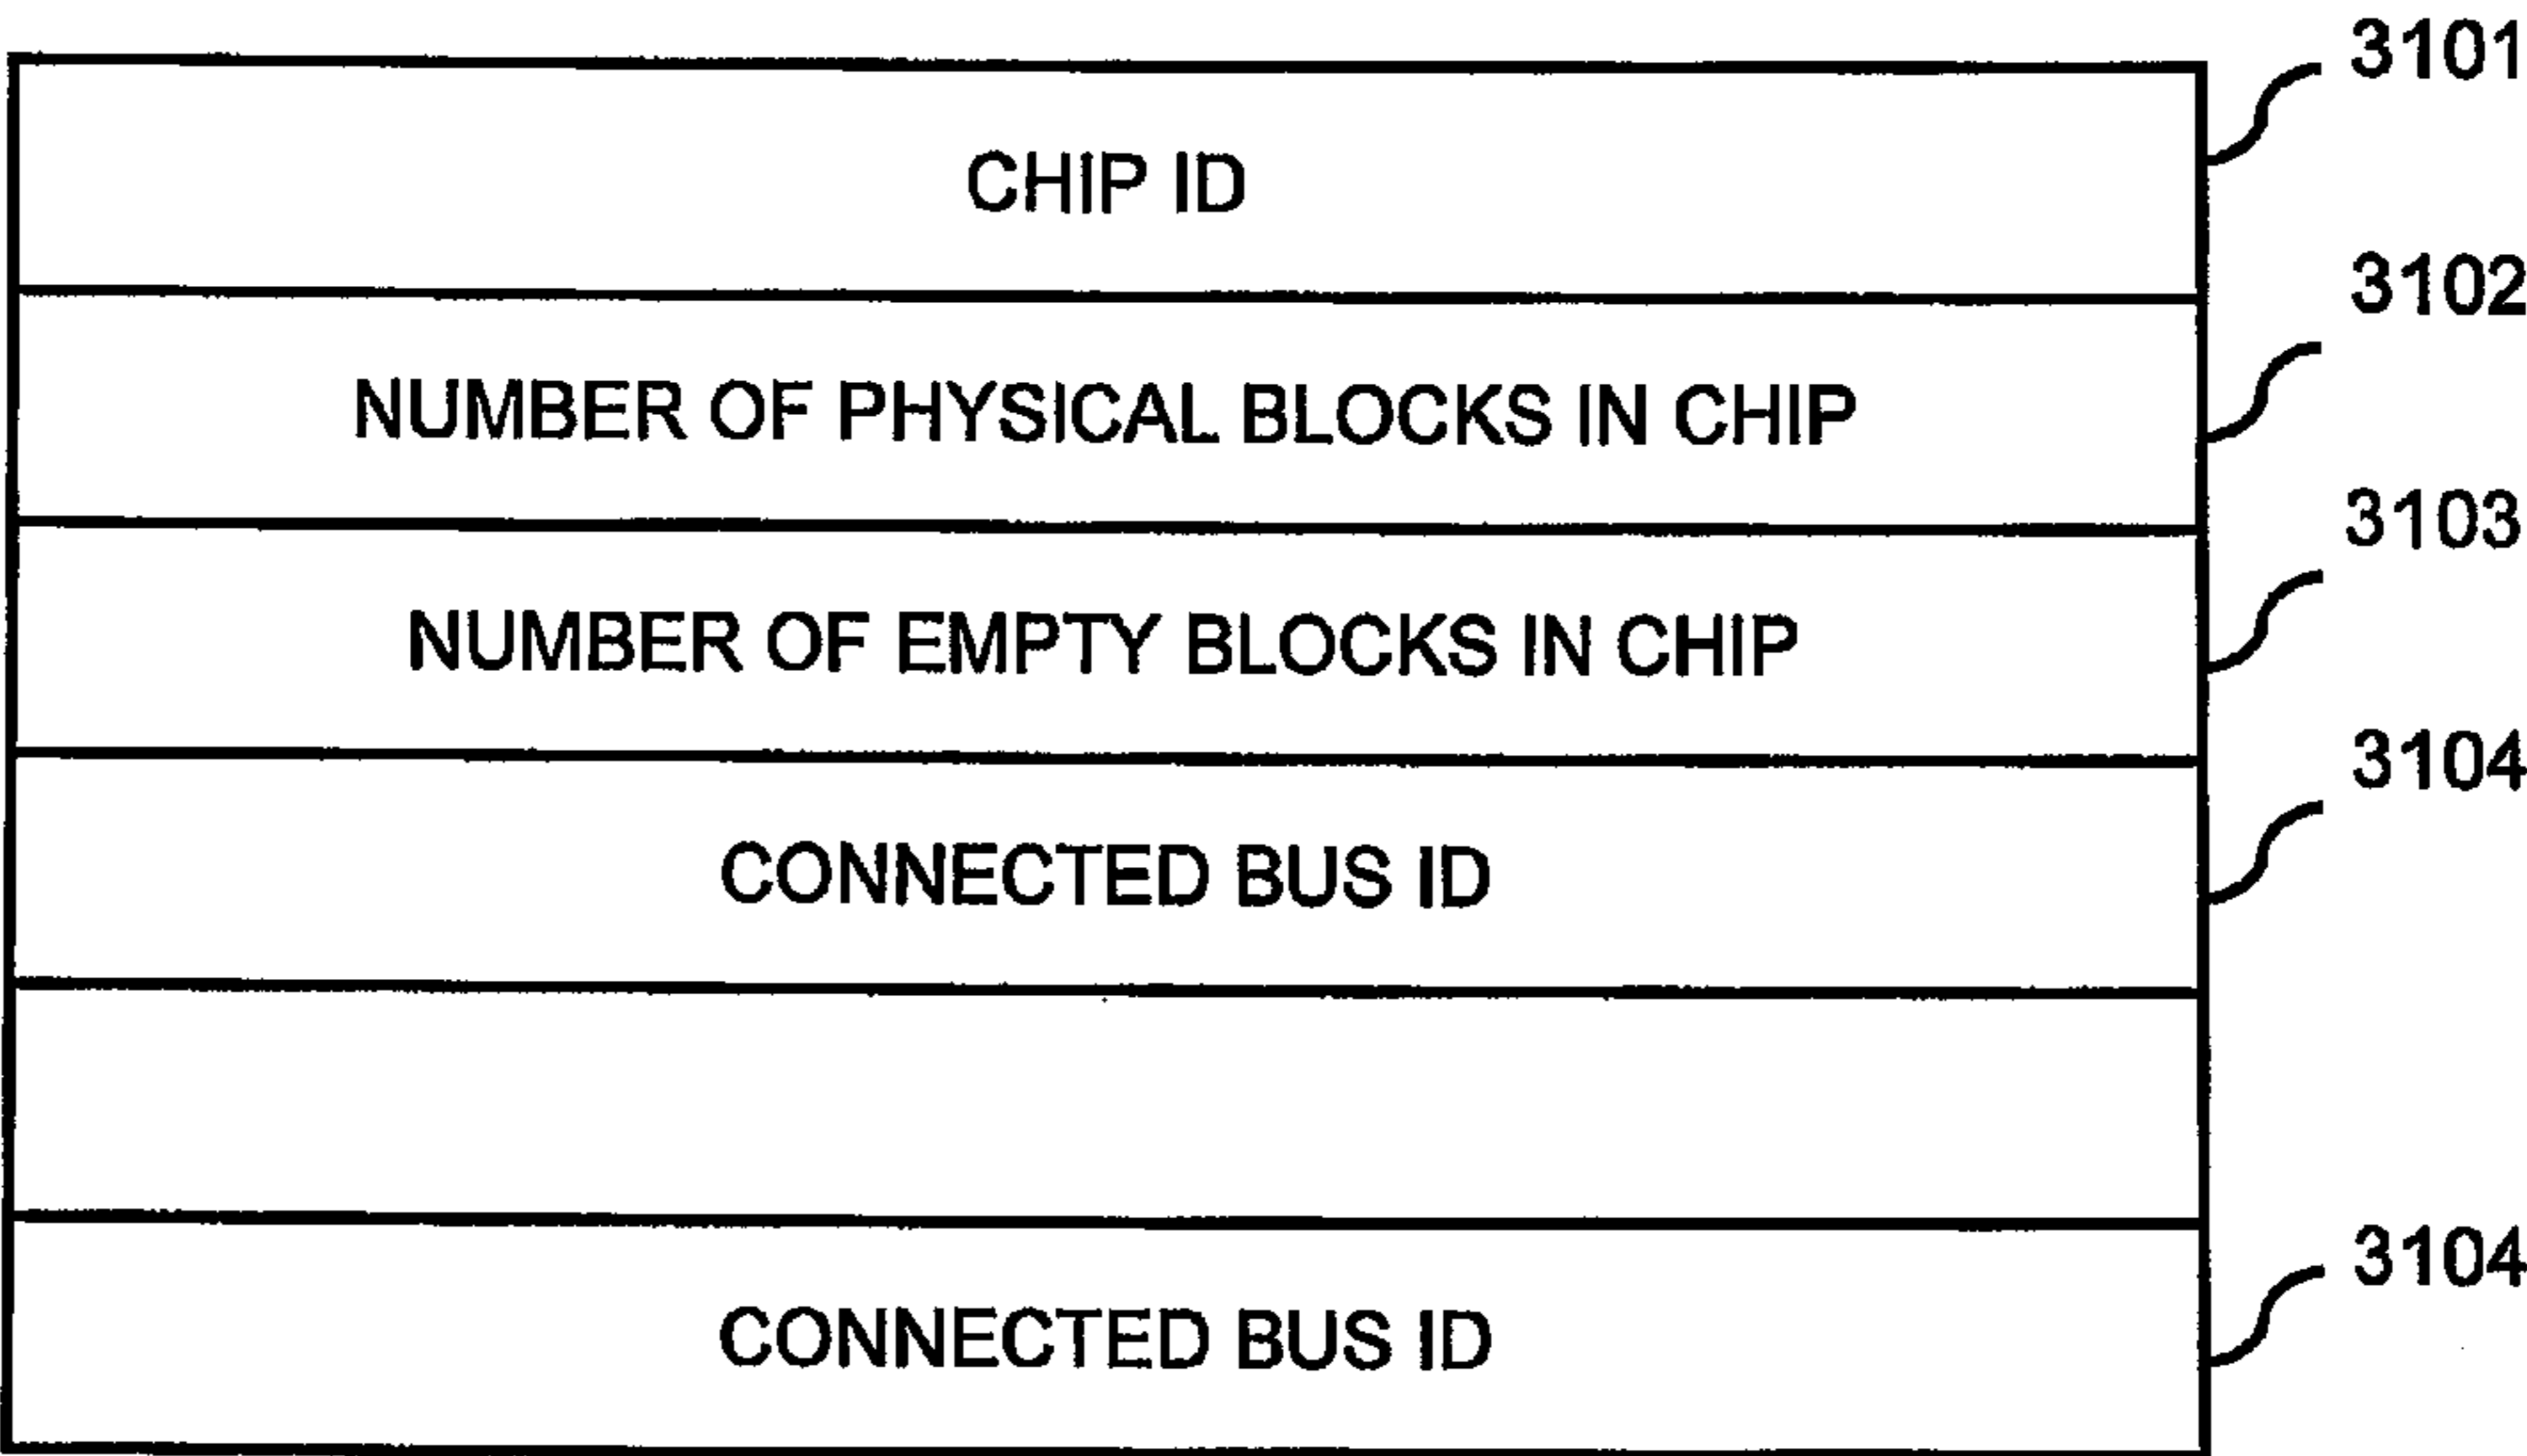 3101
CHIP ID
3102
NUMBER OF PHYSICAL BLOCKS IN CHIP
3103
NUMBER OF EMPTY BLOCKS IN CHIP
3104
CONNECTED BUS ID
3104
CONNECTED BUS ID